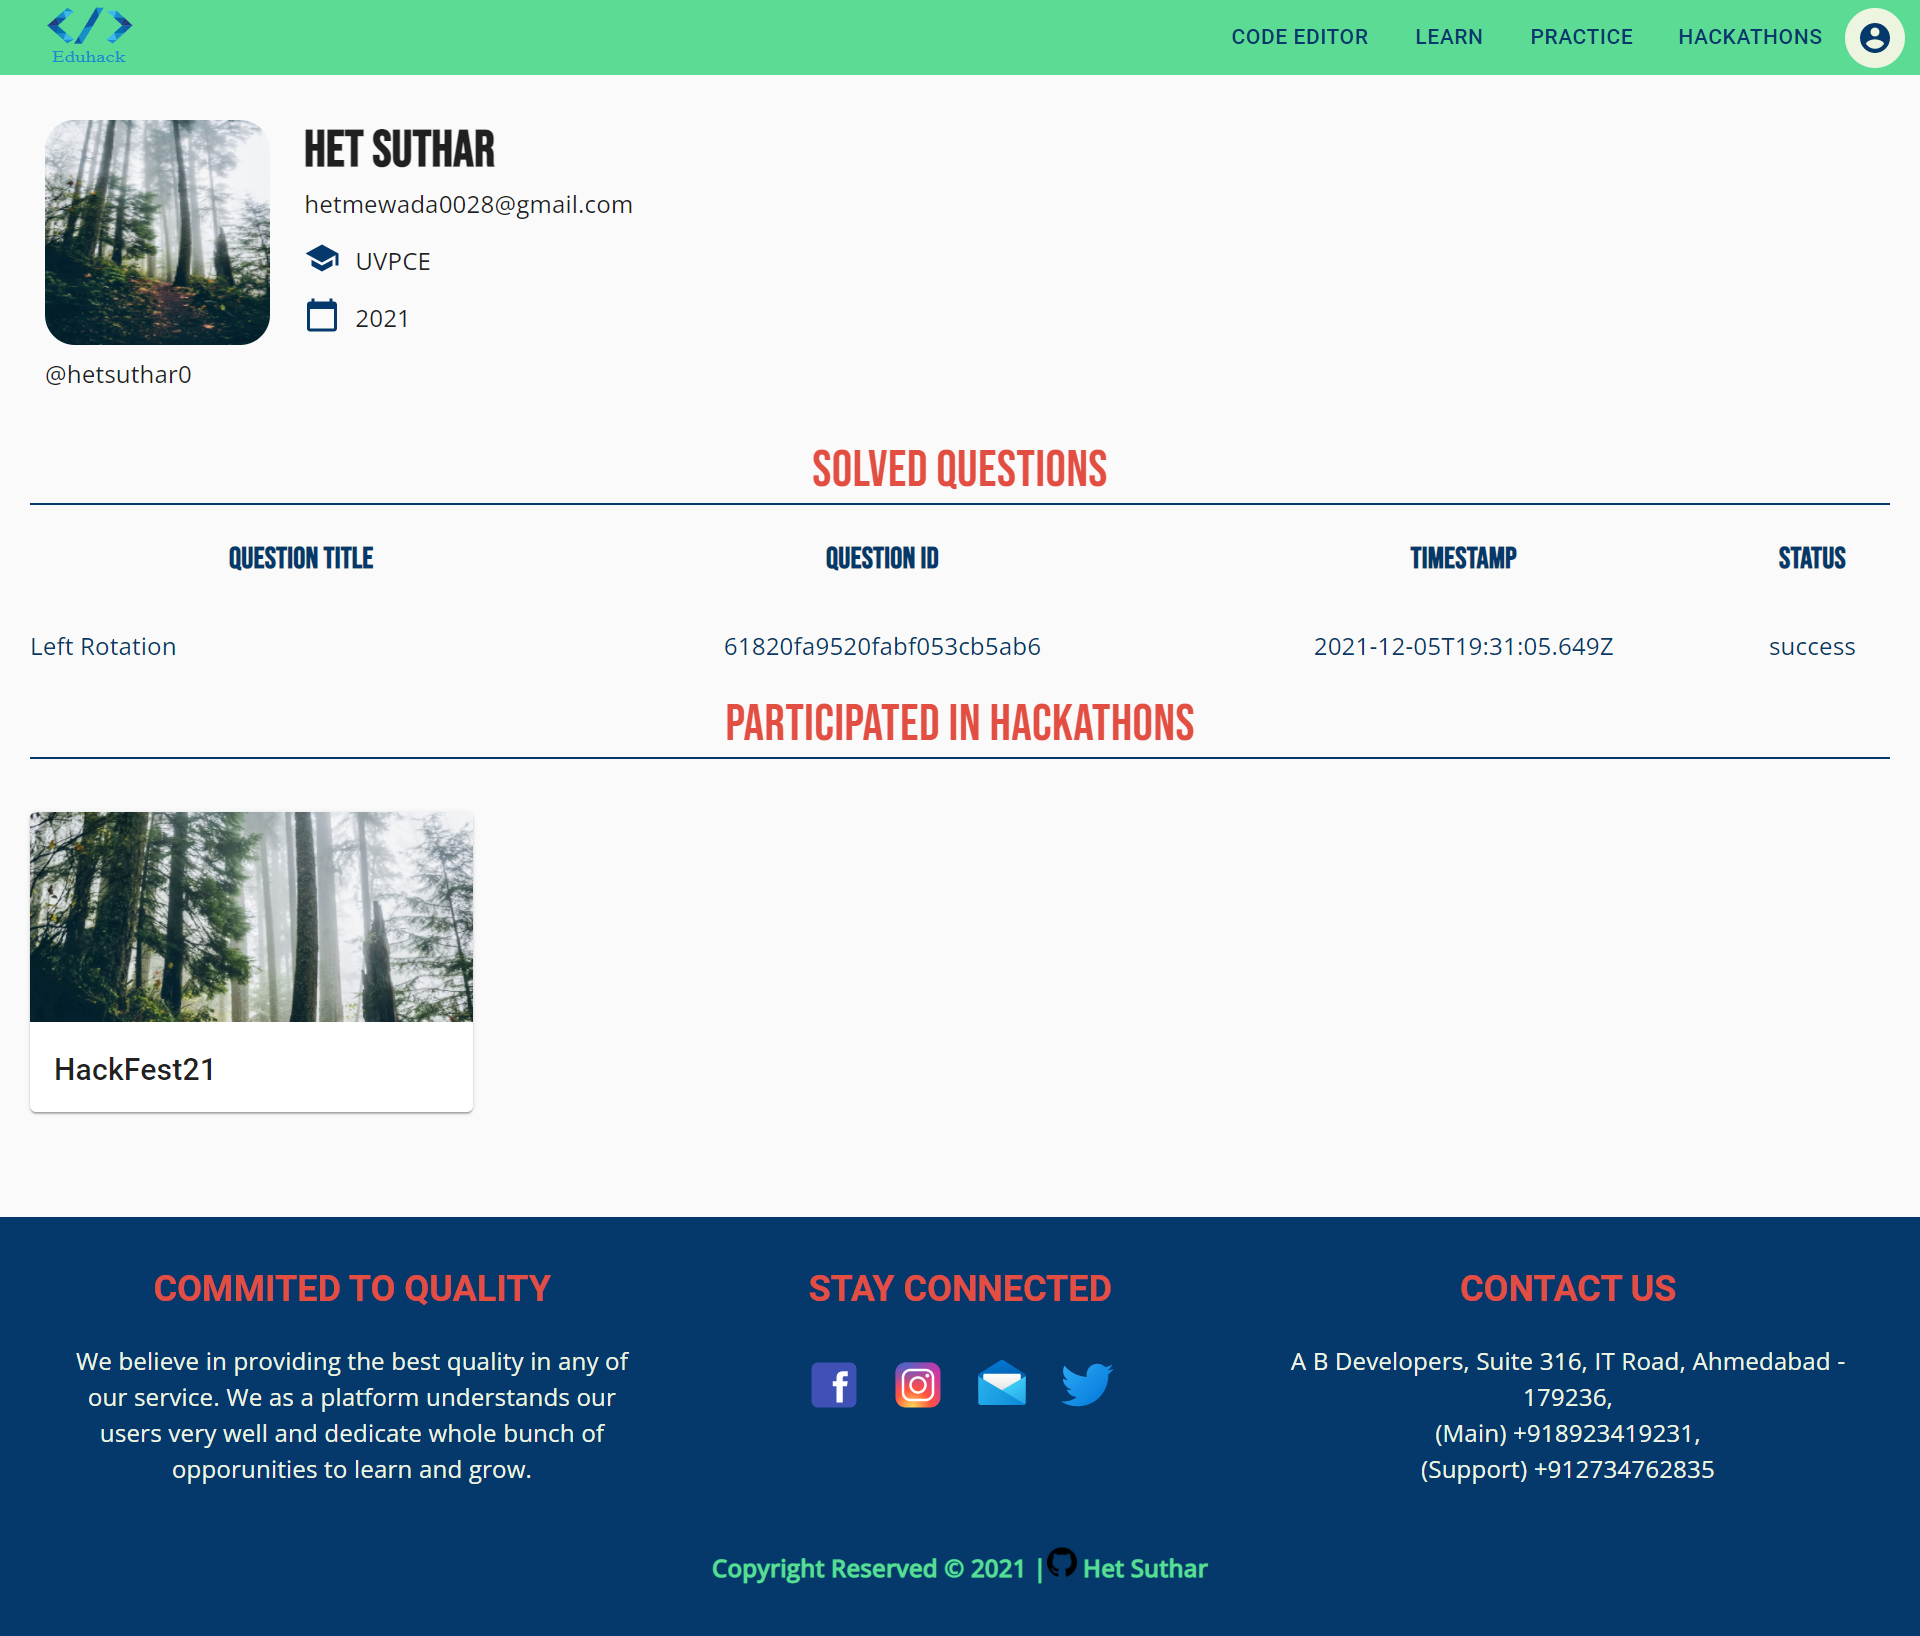 Eduhack
CODE EDITOR LEARN PRACTICE HACKATHONS
HET SUTHAR
hetmewada0028@gmail.com
UVPCE
2021
@hetsuthar0
SOLVED QUESTIONS
QUESTION TITLE QUESTION ID TIMESTAMP STATUS
Left Rotation 61820fa9520fabf053cb5ab6 2021-12-05T19:31:05.649Z success
PARTICIPATED IN HACKATHONS
HackFest21
COMMITED TO QUALITY
We believe in providing the best quality in any of
our service. We as a platform understands our
users very well and dedicate whole bunch of
opporunities to learn and grow.
STAY CONNECTED
CONTACT US
A B Developers, Suite 316, IT Road, Ahmedabad -
179236,
(Main) +918923419231,
(Support) +912734762835
Copyright Reserved © 2021 | Het Suthar